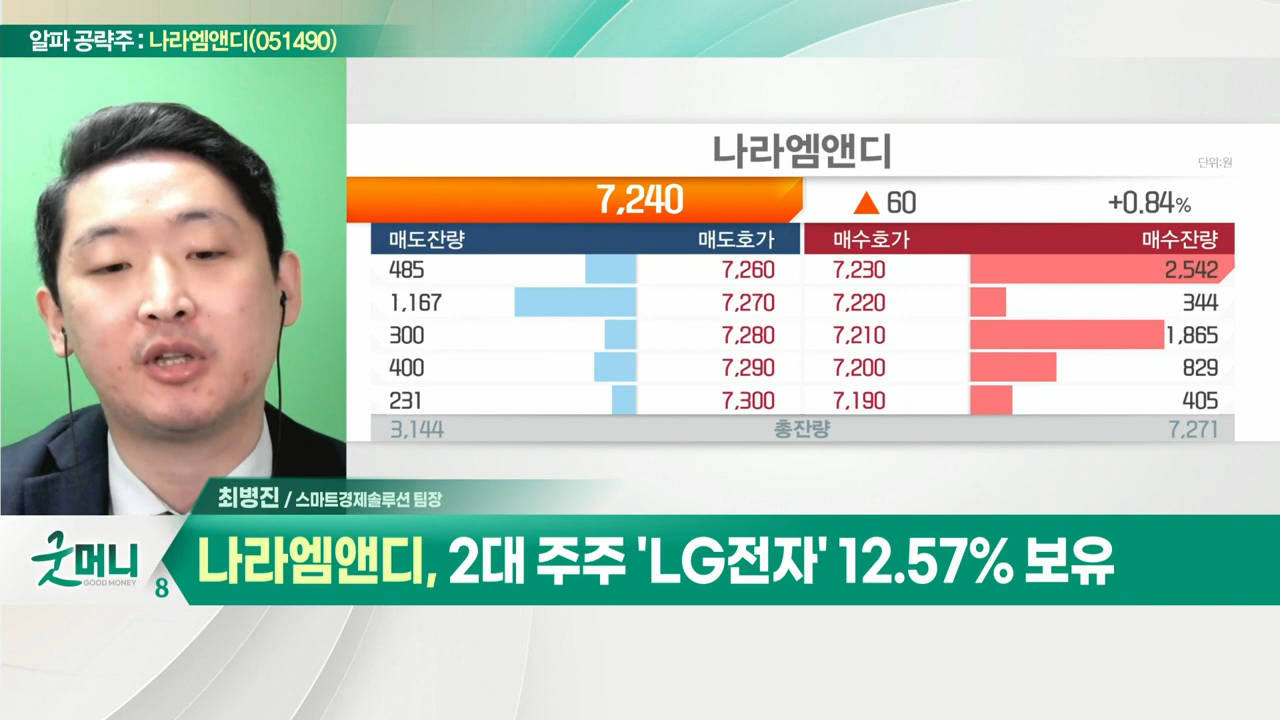 알파 공략주 : 나라엠앤디(051490)
나라엠앤디
단위:원
7,240 ▲ 60 +0.84%
매도잔량 매도호가 매수호가 매수잔량
485 7,260 7,230 2,542
1,167 7,270 7,220 344
300 7,280 7,210 1,865
400 7,290 7,200 829
231 7,300 7,190 405
3,144 총잔량 7,271
최병진 / 스마트경제솔루션 팀장
굿머니
GOOD MONEY
8
나라엠앤디, 2대 주주 'LG전자' 12.57% 보유